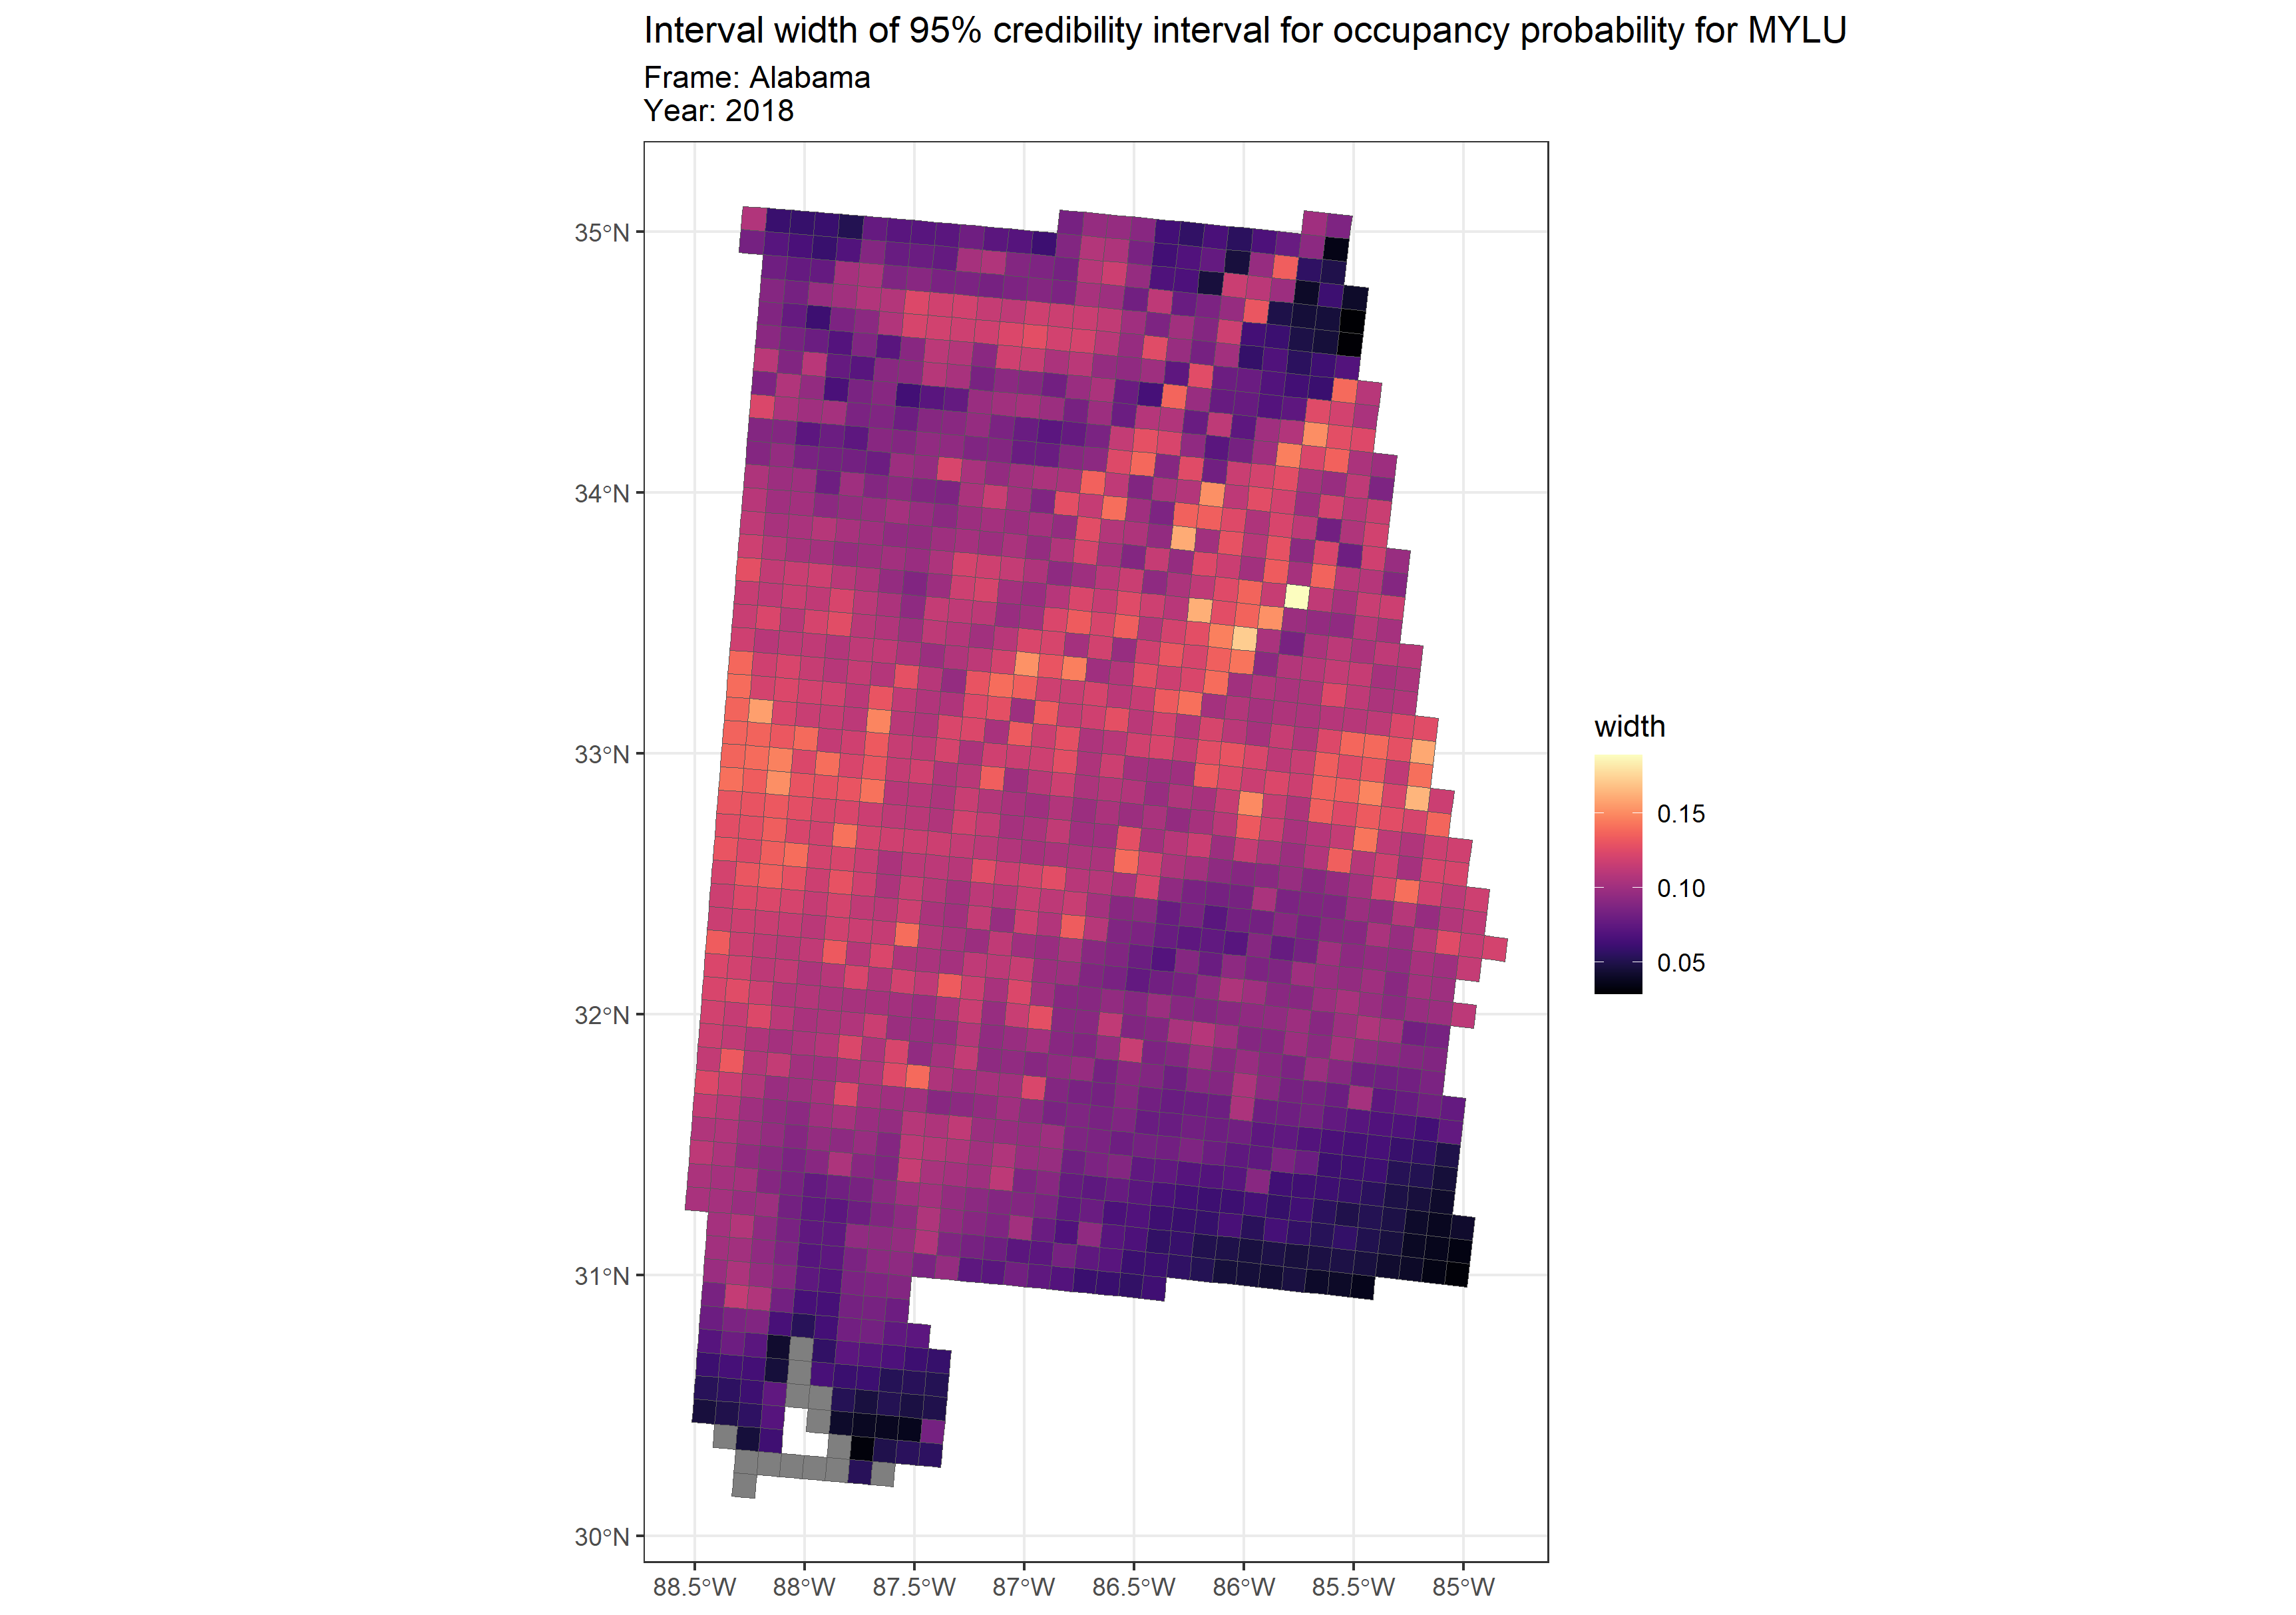 Interval width of 95% credibility interval for occupancy probability for MYLU
Frame: Alabama
Year: 2018
35°N
34°N
33°N
32°N
31°N
30°N
88.5°W 88°W 87.5°W 87°W 86.5°W 86°W 85.5°W 85°W
width
0.15
0.10
0.05